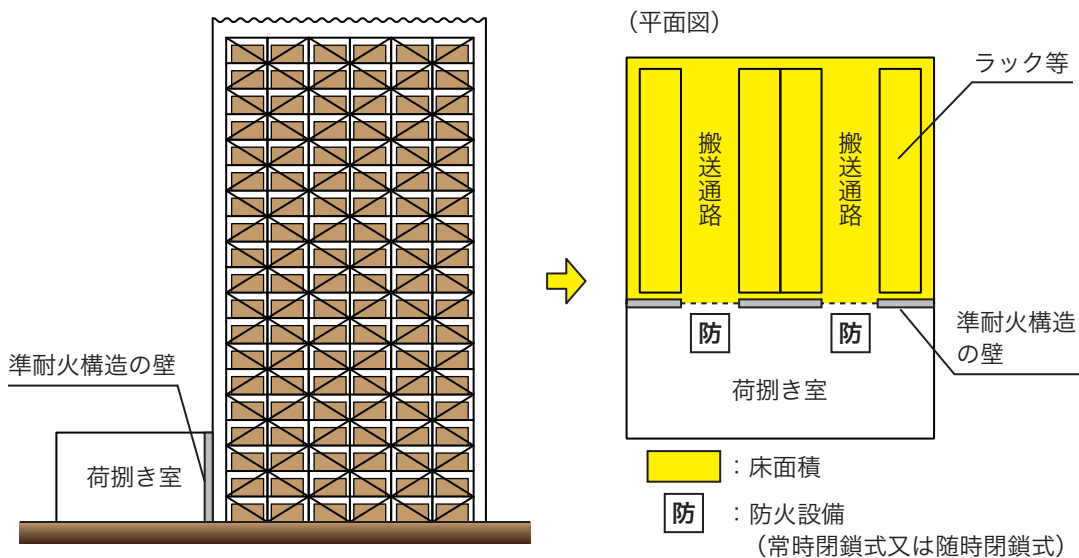 準耐火構造の壁
荷捌き室
（平面図）
ラック等
搬送通路
搬送通路
防
防
準耐火構造
の壁
荷捌き室
：床面積
防
：防火設備
（常時閉鎖式又は随時閉鎖式）